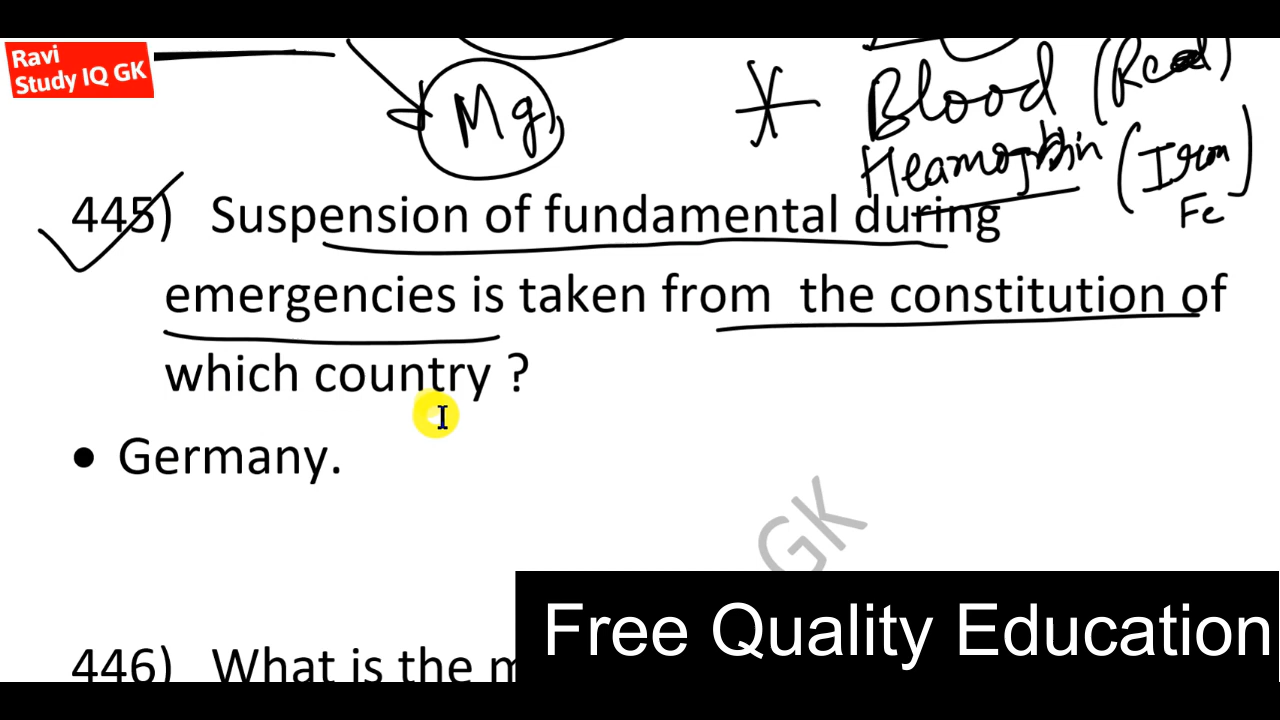 Ravi
Study IQ GK
Mg
Blood (Read)
Heamoglobin (Iron)
Fe
445) Suspension of fundamental during
emergencies is taken from the constitution of
which country ?
• Germany.
GK
Free Quality Education
446) What is the m